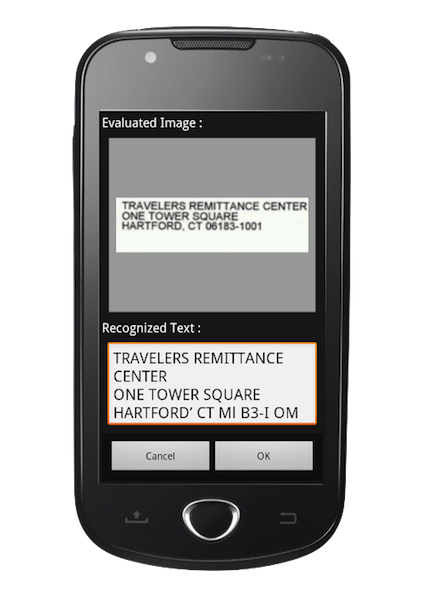 Evaluated Image :
TRAVELERS REMITTANCE CENTER
ONE TOWER SQUARE
HARTFORD, CT 06183-1001
Recognized Text :
TRAVELERS REMITTANCE
CENTER
ONE TOWER SQUARE
HARTFORD’ CT Ml B3-I OM
Cancel OK